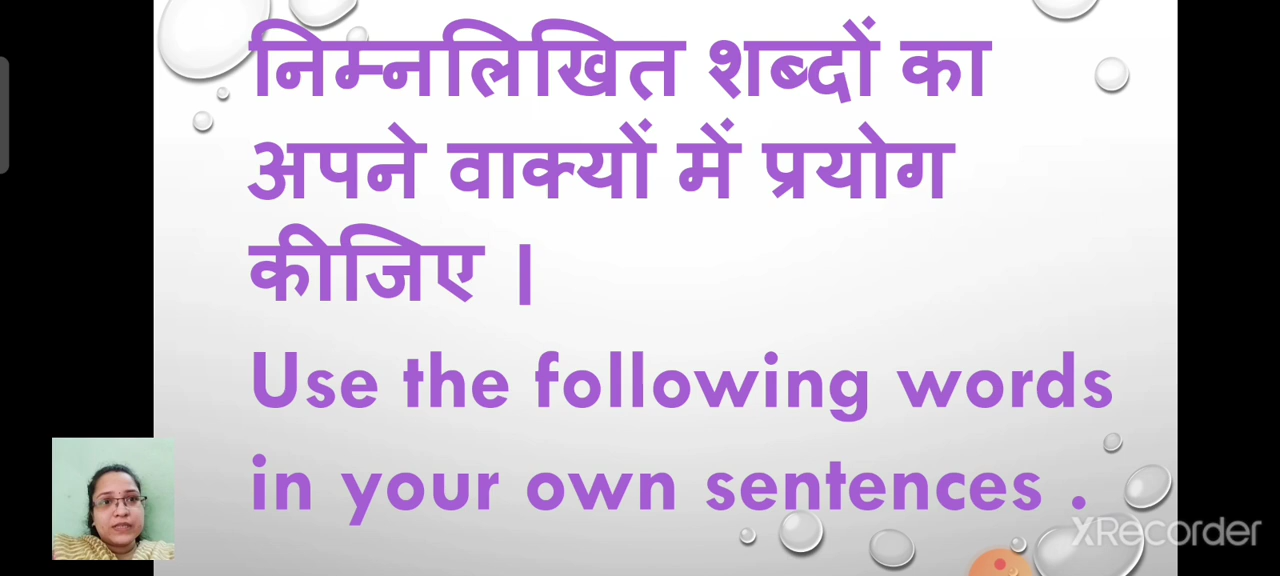 निम्नलिखित शब्दों का
अपने वाक्यों में प्रयोग
कीजिए ।
Use the following words
in your own sentences .
XRecorder